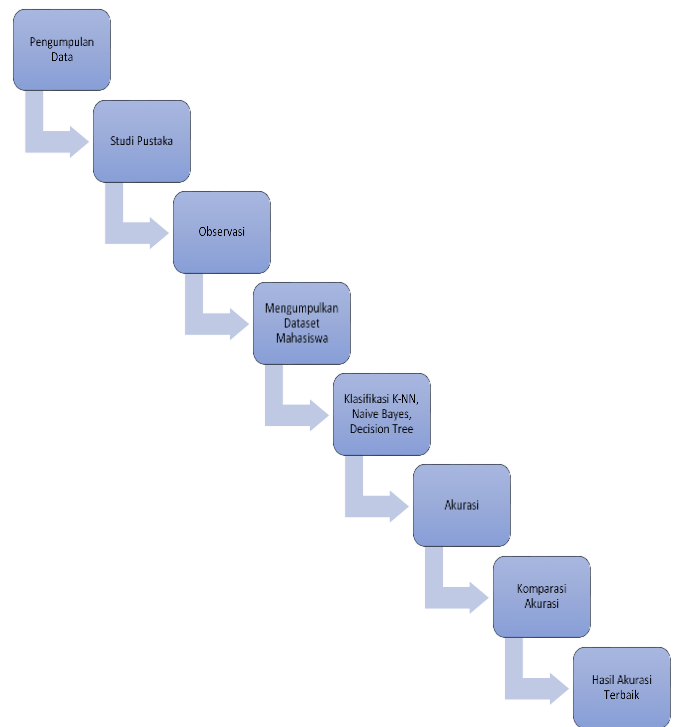 Pengumpulan
Data
Studi Pustaka
Observasi
Mengumpulkan
Dataset
Mahasiswa
Klasifikasi K-NN,
Naive Bayes,
Decision Tree
Akurasi
Komparasi
Akurasi
Hasil Akurasi
Terbaik